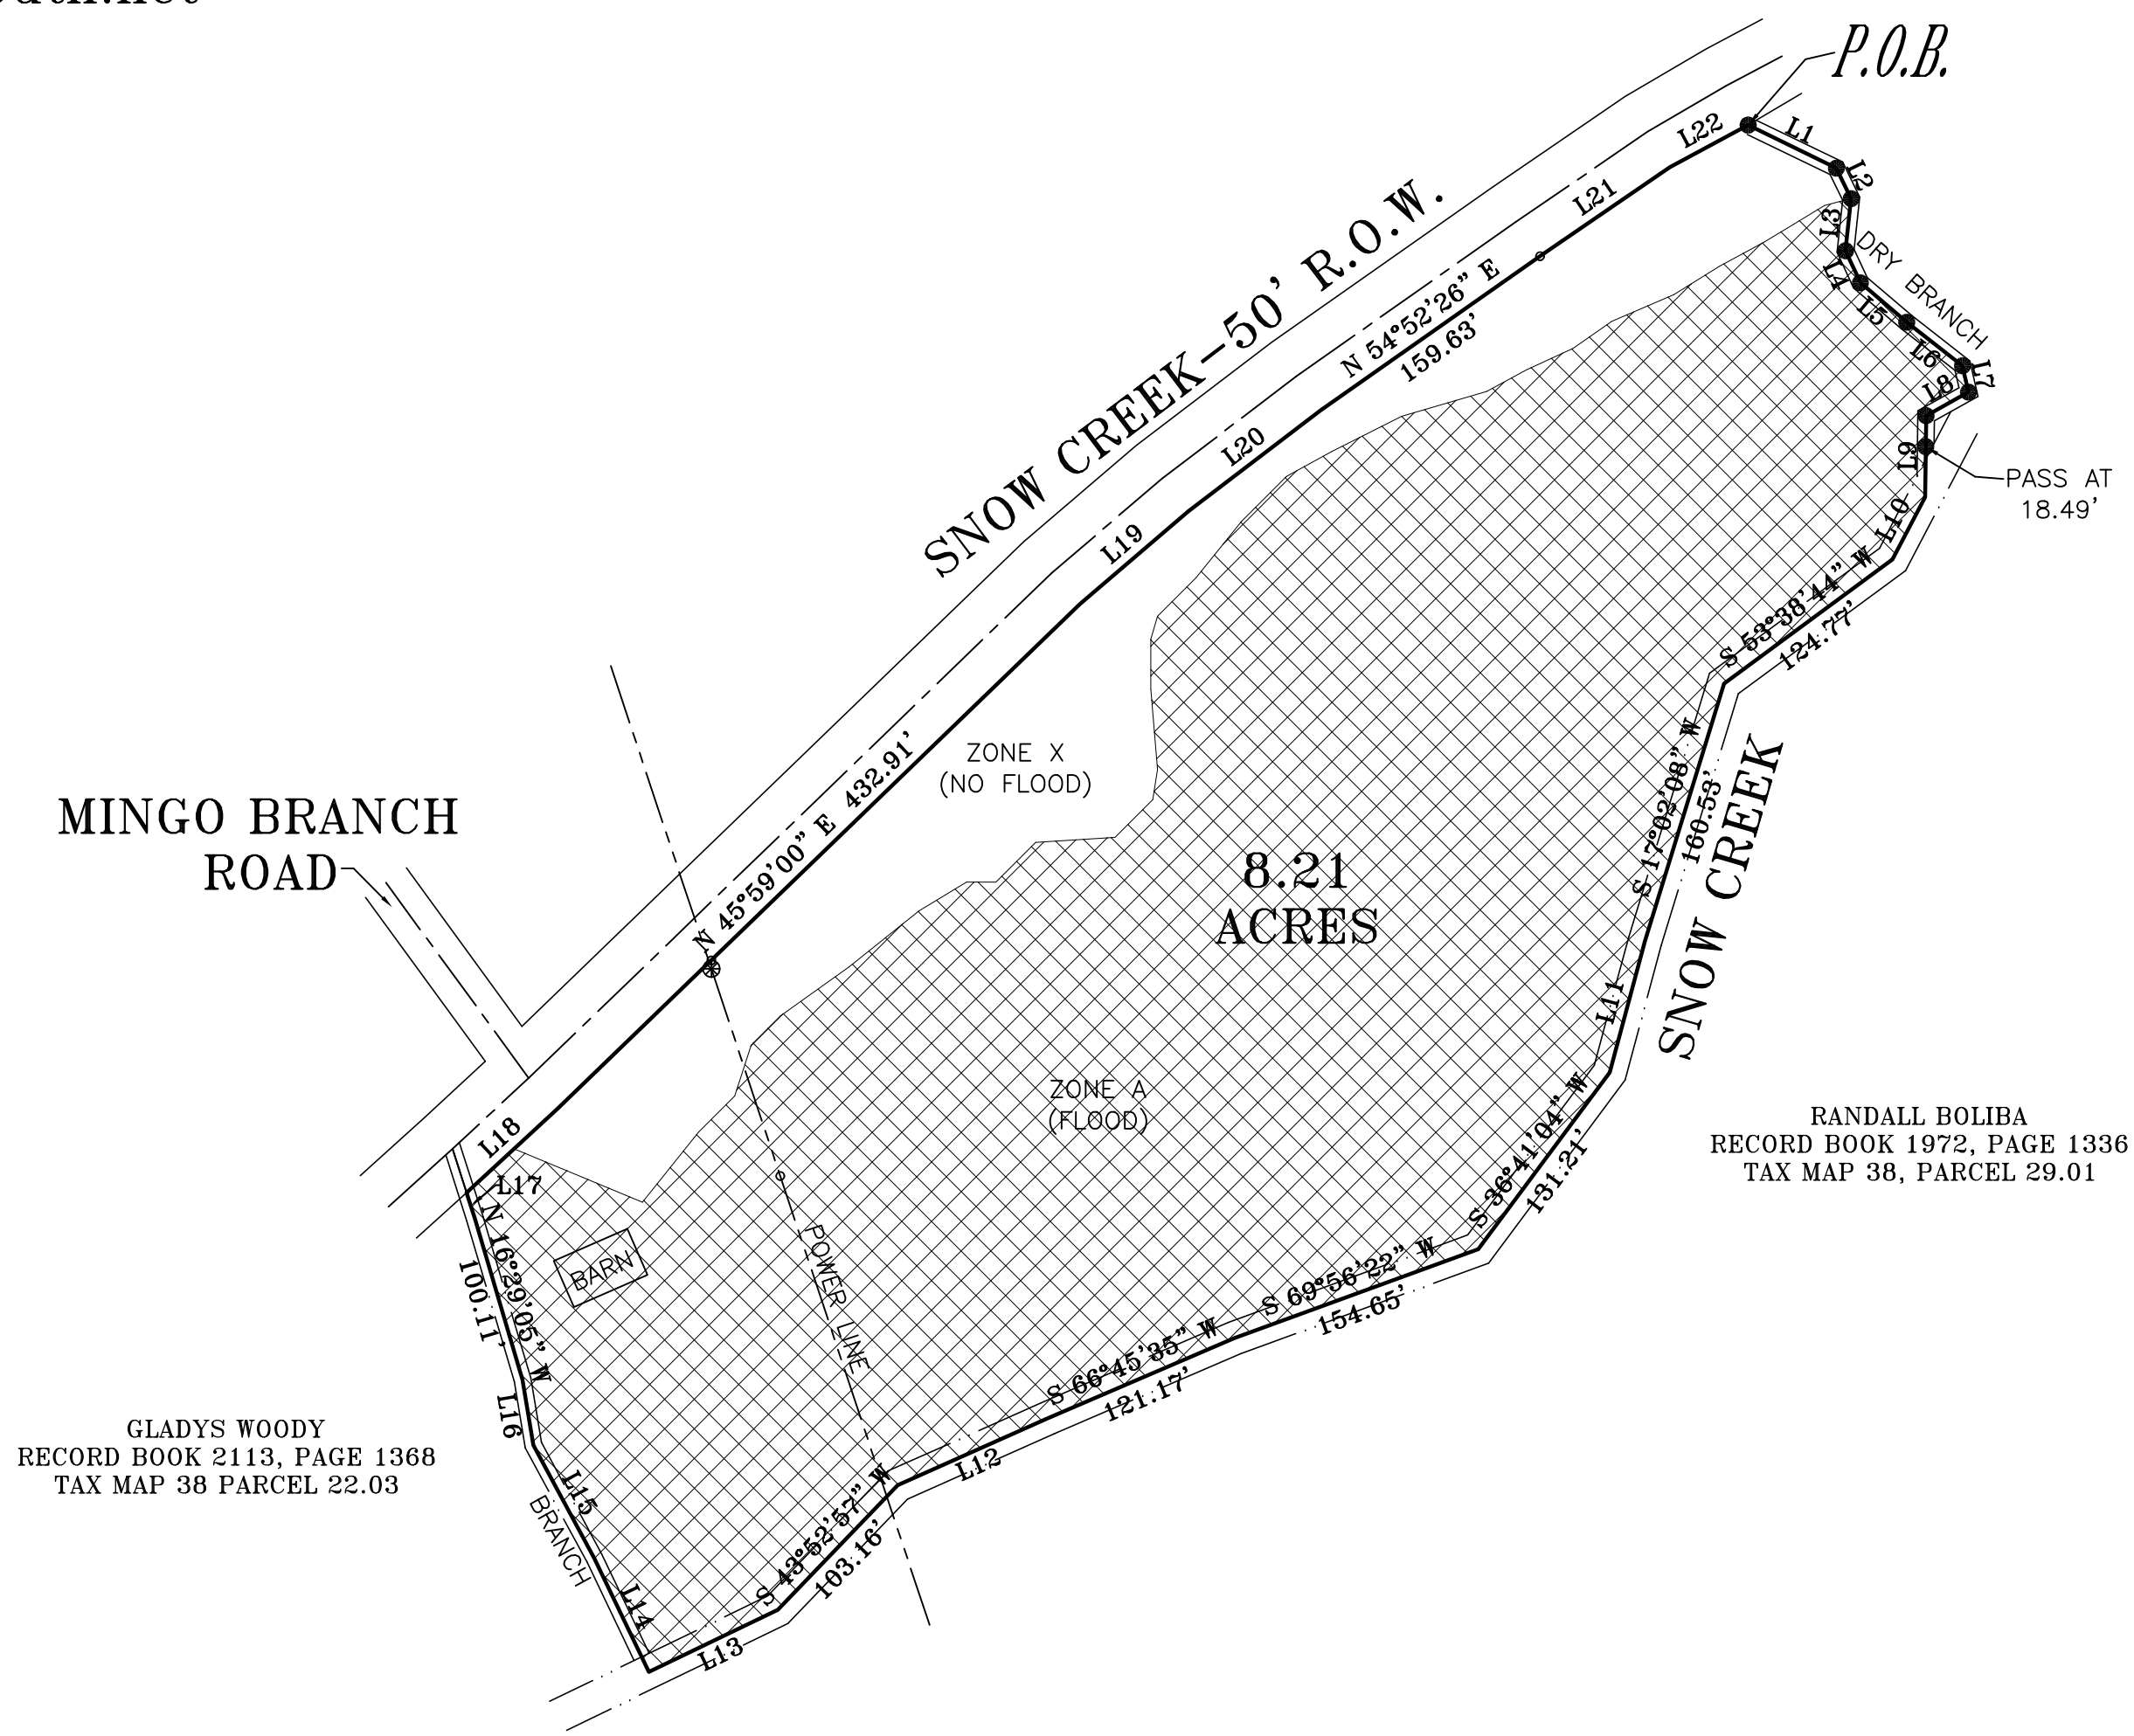 P.O.B.
L1
L2
L3
DRY BRANCH
L4
L5
L6
L7
L8
L9
PASS AT
18.49'
L10
L22
L21
SNOW CREEK-50' R.O.W.
N 54°52'26" E
159.63'
L20
L19
S 53°38'44" W
124.77'
ZONE X
(NO FLOOD)
N 45°59'00" E 432.91'
MINGO BRANCH
ROAD
8.21
ACRES
S 17°02'08" W
160.53'
SNOW CREEK
L11
ZONE A
(FLOOD)
RANDALL BOLIBA
RECORD BOOK 1972, PAGE 1336
TAX MAP 38, PARCEL 29.01
S 36°41'04" W
131.21'
L18
L17
N 16°29'05" W
100.11'
BARN
POWER LINE
S 69°56'22" W
154.65'
S 66°45'35" W
121.17'
L12
L16
GLADYS WOODY
RECORD BOOK 2113, PAGE 1368
TAX MAP 38 PARCEL 22.03
L15
BRANCH
S 43°52'57" W
103.16'
L14
L13